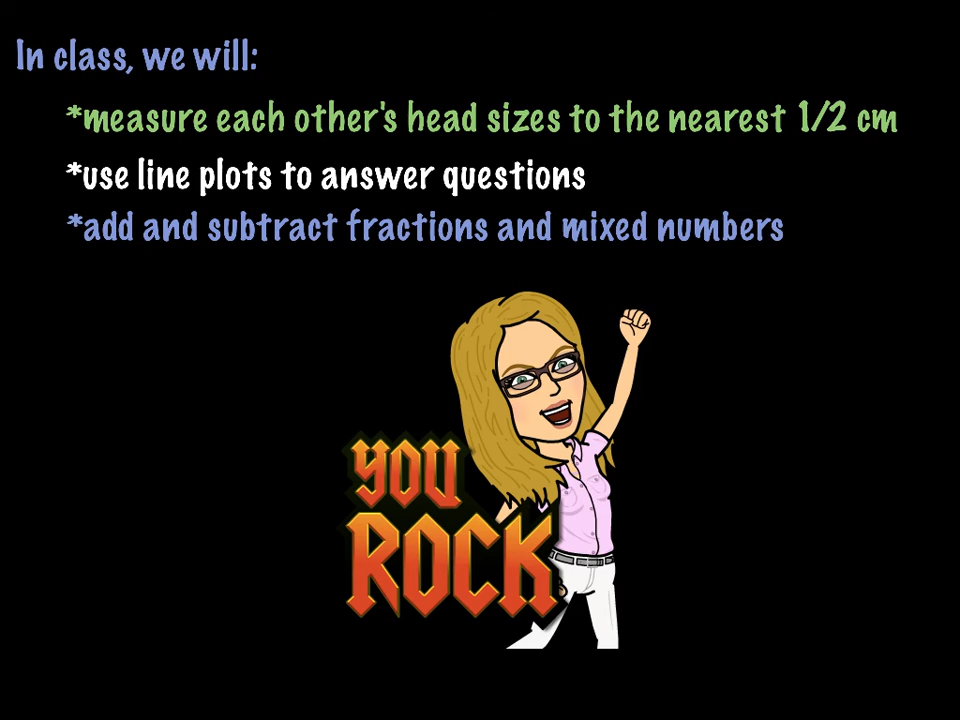 In class, we will:
*measure each other's head sizes to the nearest 1/2 cm
*use line plots to answer questions
*add and subtract fractions and mixed numbers
YOU
ROCK